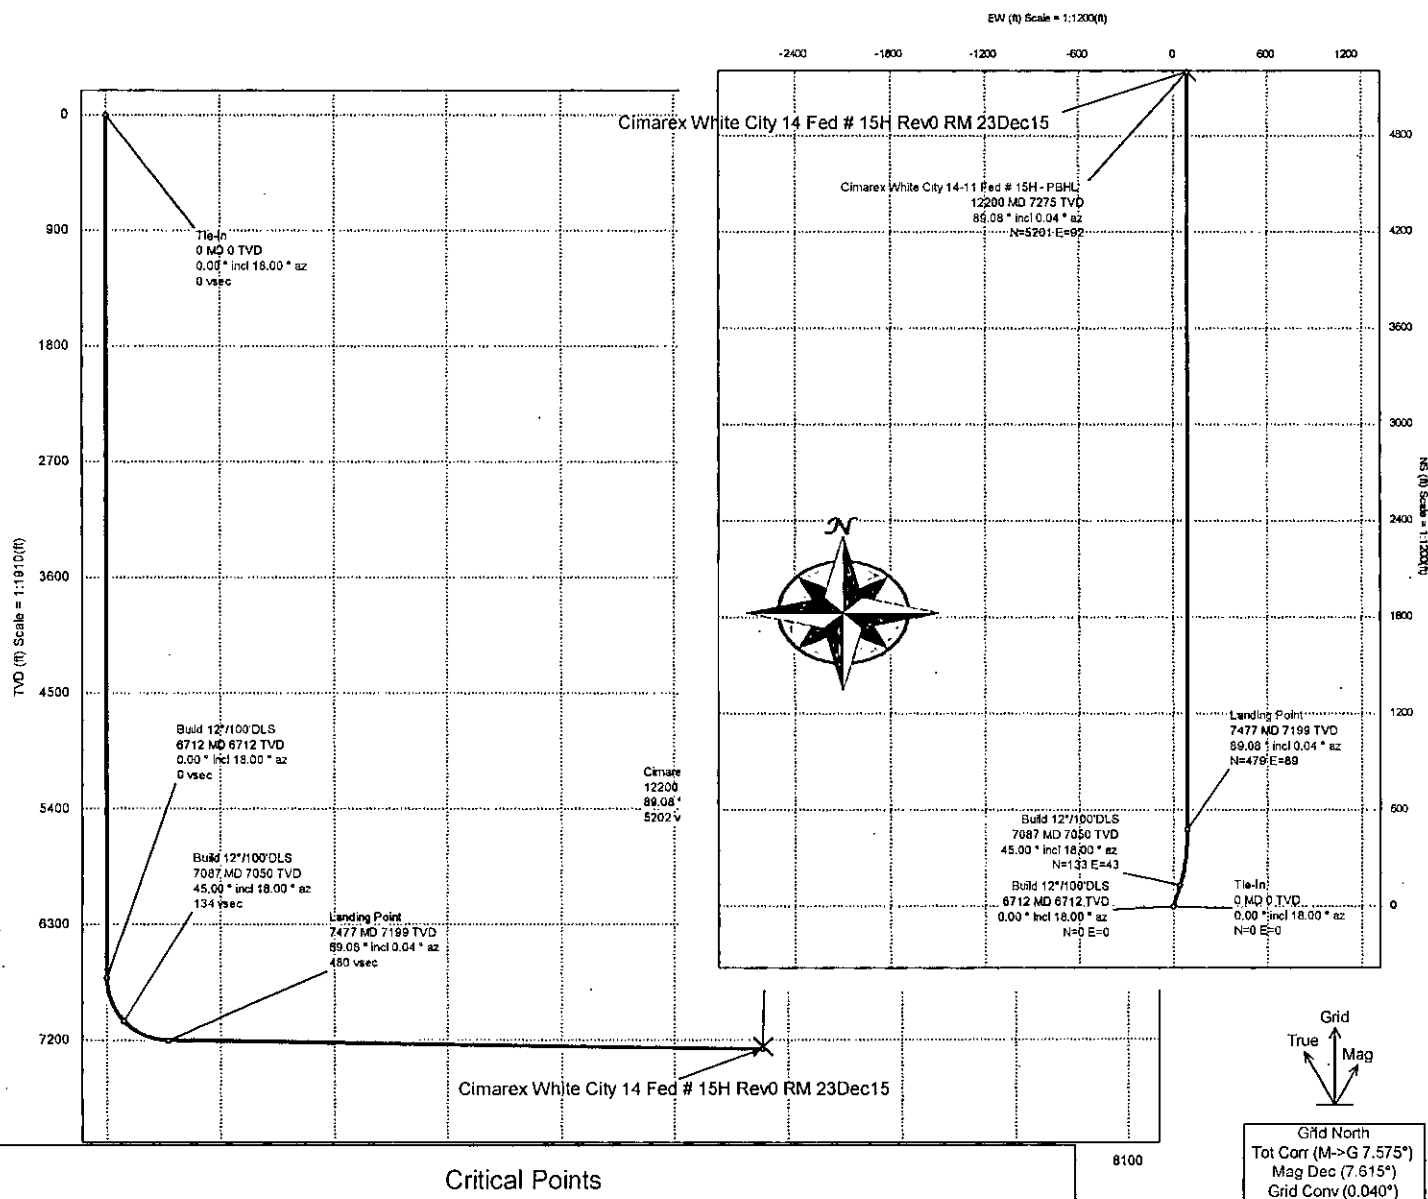 EW (ft) Scale = 1:1200(ft)
-2400 -1800 -1200 -600 0 600 1200
0
900
1800
2700
3600
4500
5400
6300
7200
TVD (ft) Scale = 1:1910(ft)
Tie-In
0 MD 0 TVD
0.00 ° incl 18.00 ° az
0 vsec
Build 12°/100'DLS
6712 MD 6712 TVD
0.00 ° incl 18.00 ° az
0 vsec
Build 12°/100'DLS
7087 MD 7050 TVD
45.00 ° incl 18.00 ° az
134 vsec
Landing Point
7477 MD 7199 TVD
89.08 ° incl 0.04 ° az
480 vsec
Cimare
12200
89.08 °
5202 v
Cimarex White City 14 Fed # 15H Rev0 RM 23Dec15
Cimarex White City 14 Fed # 15H Rev0 RM 23Dec15
Cimarex White City 14-11 Fed # 15H - PBHL
12200 MD 7275 TVD
89.08 ° incl 0.04 ° az
N=5201 E=92
N
4800
4200
3600
3000
2400
1800
1200
600
0
NS (ft) Scale = 1:1200(ft)
Landing Point
7477 MD 7199 TVD
89.08 ° incl 0.04 ° az
N=479 E=89
Build 12°/100'DLS
7087 MD 7050 TVD
45.00 ° incl 18.00 ° az
N=133 E=43
Build 12°/100'DLS
6712 MD 6712 TVD
0.00 ° incl 18.00 ° az
N=0 E=0
Tie-In
0 MD 0 TVD
0.00 ° incl 18.00 ° az
N=0 E=0
Grid
True
Mag
Grid North
Tot Corr (M->G 7.575°)
Mag Dec (7.615°)
Grid Conv (0.040°)
8100
Critical Points